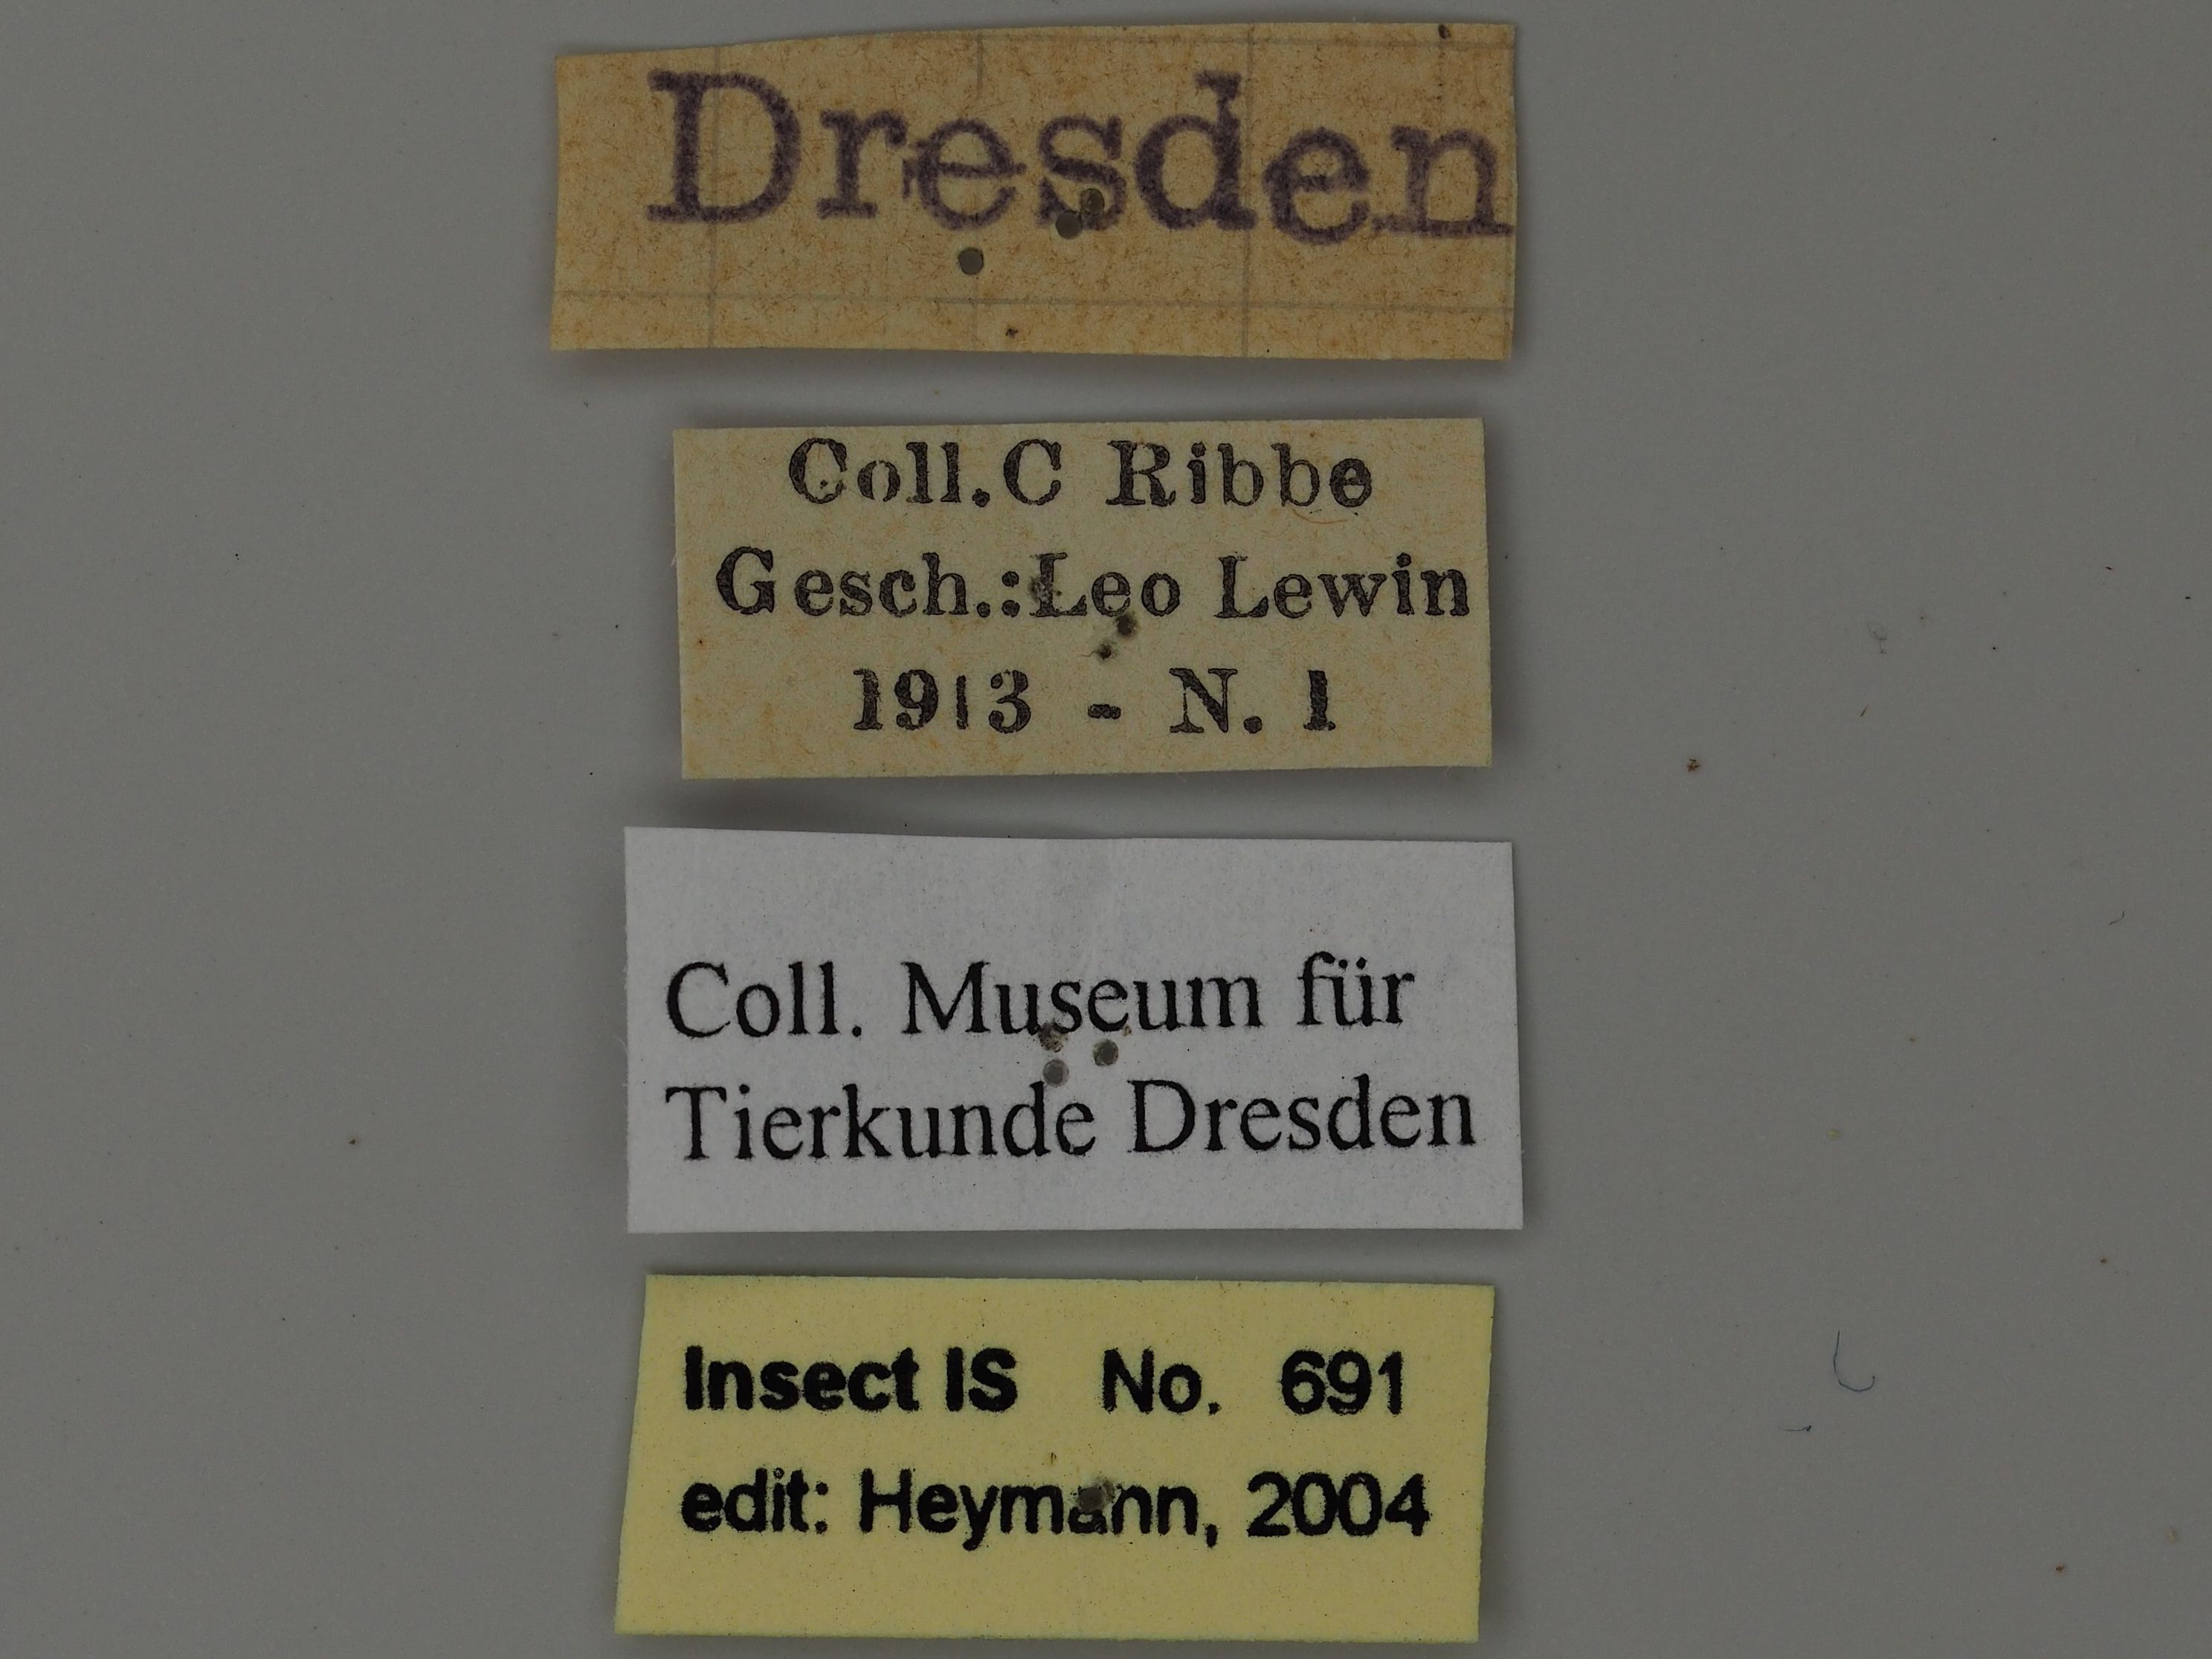 Dresden
Coll.C Ribbe
Gesch.:Leo Lewin
1913 - N. 1
Coll. Museum für
Tierkunde Dresden
Insect IS No. 691
edit: Heymann, 2004